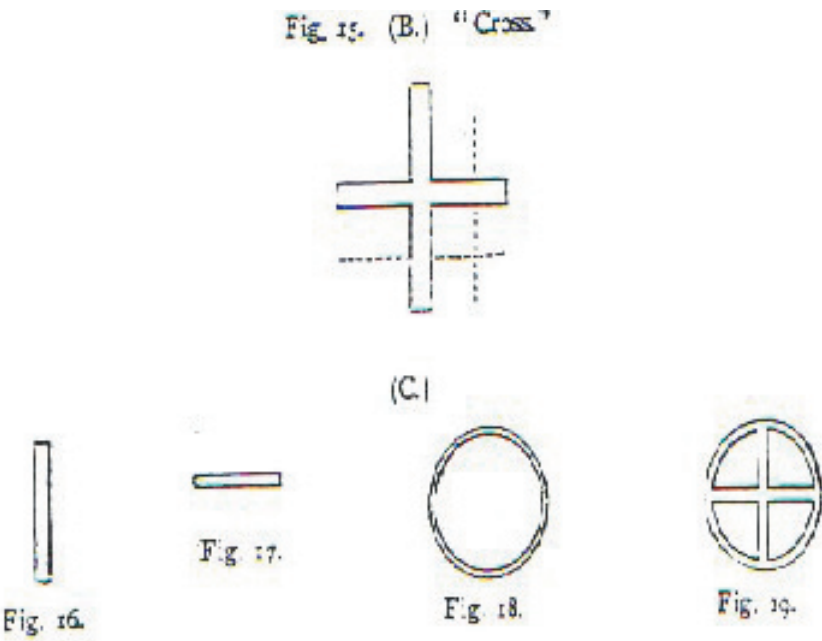 Fig. 15. (B.) "Cross."
(C.)
Fig. 17.
Fig. 16.
Fig. 18.
Fig. 19.